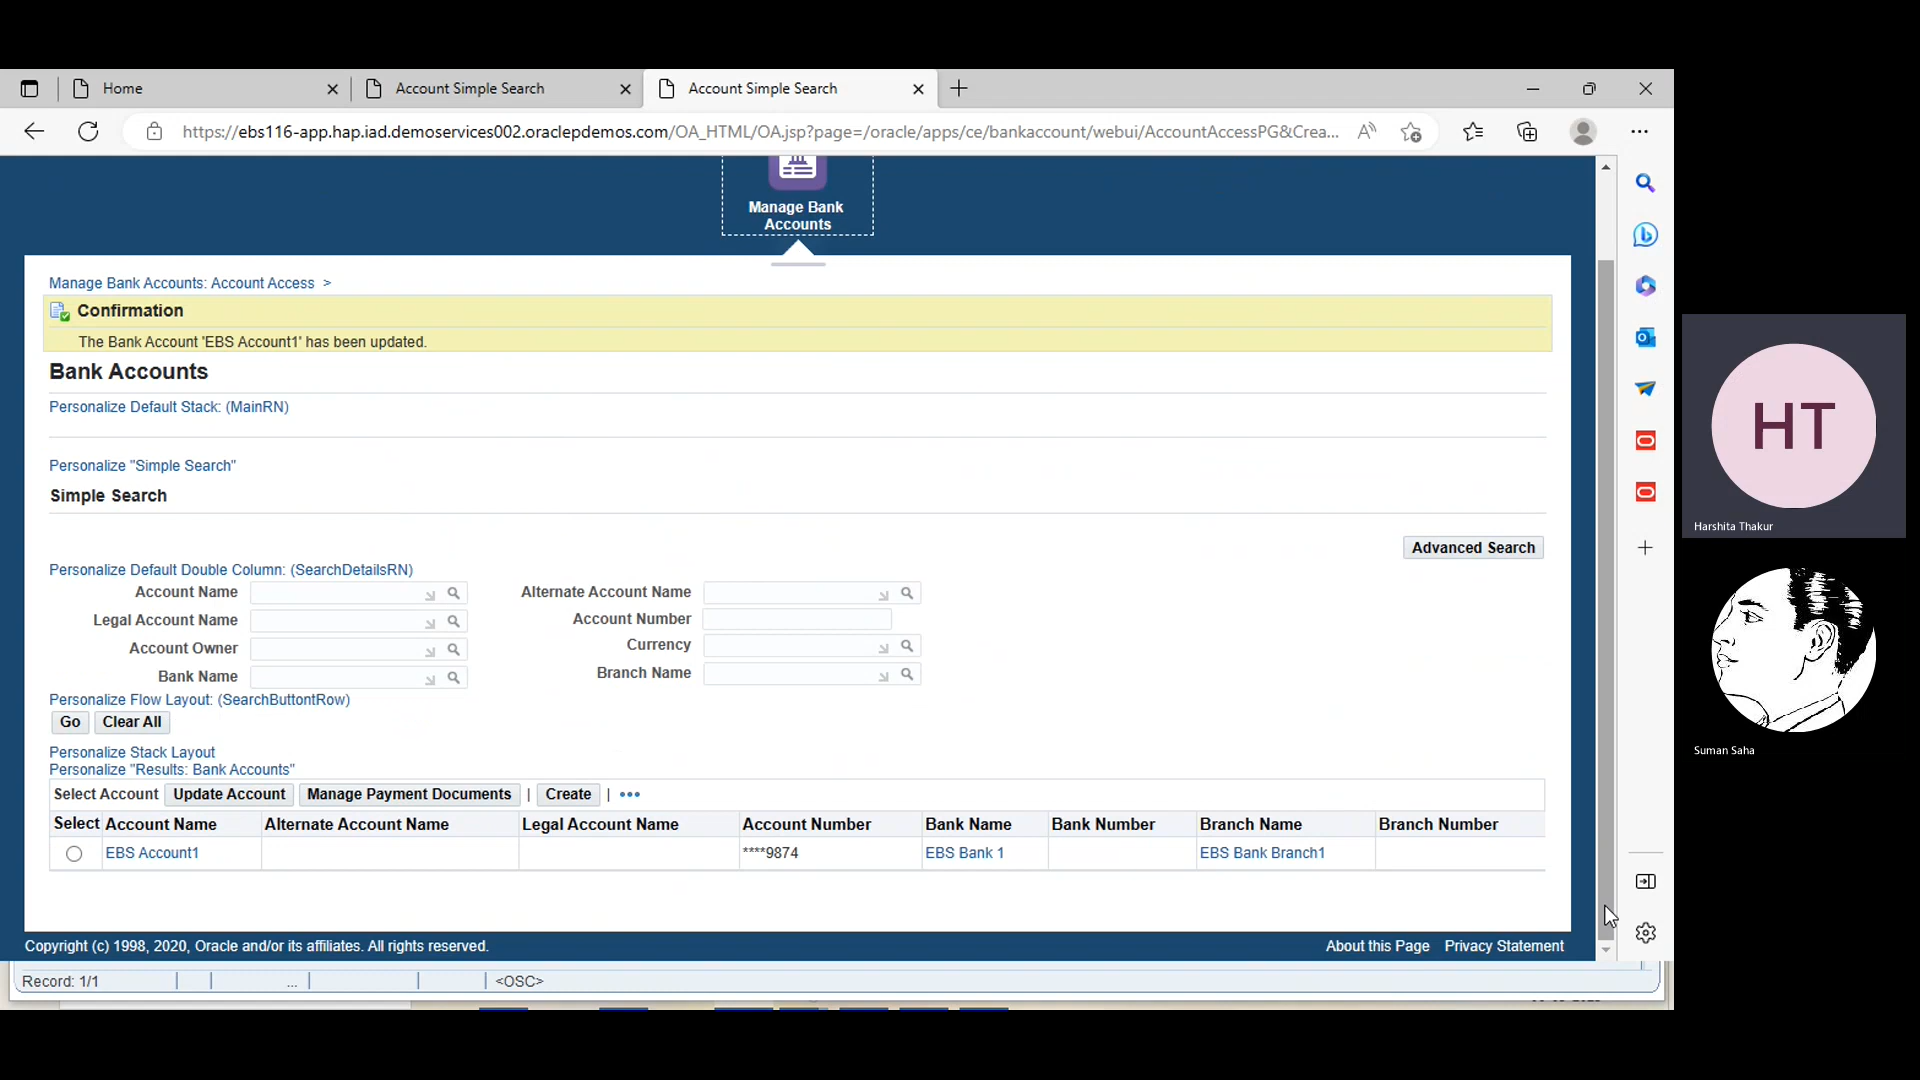 Home
Account Simple Search
Account Simple Search
https://ebs116-app.hap.iad.demoservices002.oraclepdemos.com/OA_HTML/OA.jsp?page=/oracle/apps/ce/bankaccount/webui/AccountAccessPG&Crea...
Manage Bank
Accounts
Manage Bank Accounts: Account Access >
Confirmation
The Bank Account 'EBS Account1' has been updated.
Bank Accounts
Personalize Default Stack: (MainRN)
Personalize "Simple Search"
Simple Search
Advanced Search
Personalize Default Double Column: (SearchDetailsRN)
Account Name Alternate Account Name
Legal Account Name Account Number
Account Owner Currency
Bank Name Branch Name
Personalize Flow Layout: (SearchButtonRow)
Go Clear All
Personalize Stack Layout
Personalize "Results: Bank Accounts"
Select Account Update Account Manage Payment Documents | Create | •••
Select Account Name Alternate Account Name Legal Account Name Account Number Bank Name Bank Number Branch Name Branch Number
EBS Account1 ****9874 EBS Bank 1 EBS Bank Branch1
Copyright (c) 1998, 2020, Oracle and/or its affiliates. All rights reserved. About this Page Privacy Statement
Record: 1/1 ... <OSC>
HT
Harshita Thakur
Suman Saha